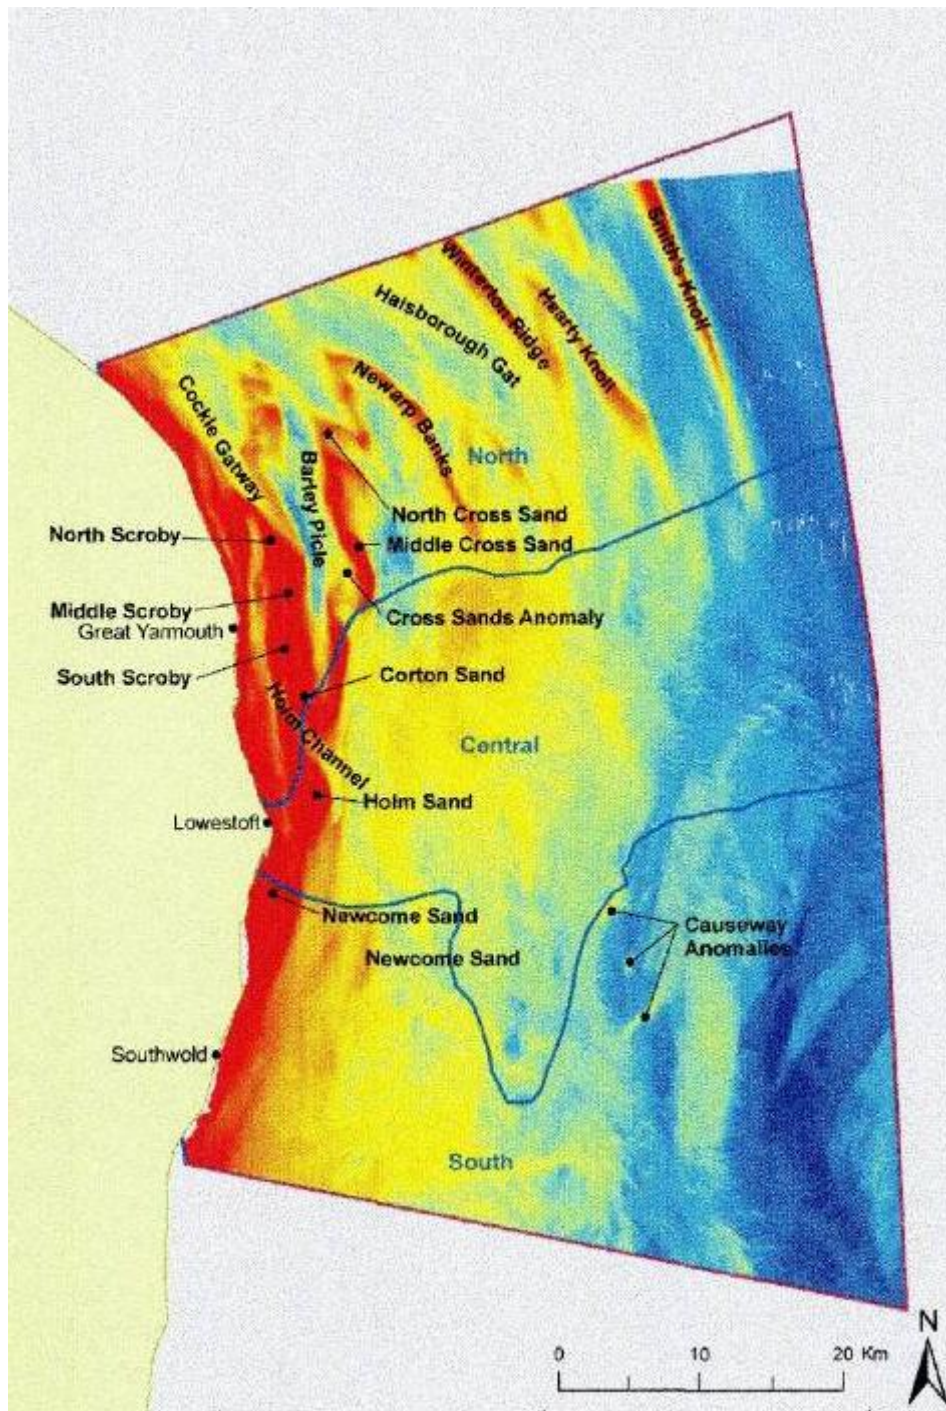 Smith's Knoll
Winterton Ridge
Hearty Knoll
Haisborough Gat
Newarp Banks
Cockle Gatway
Barley Picle
North
North Cross Sand
North Scroby
Middle Cross Sand
Middle Scroby
Great Yarmouth
Cross Sands Anomaly
South Scroby
Corton Sand
Holm Channel
Central
Holm Sand
Lowestoft
Newcome Sand
Causeway
Anomalies
Newcome Sand
Southwold
South
N
0 10 20 Km